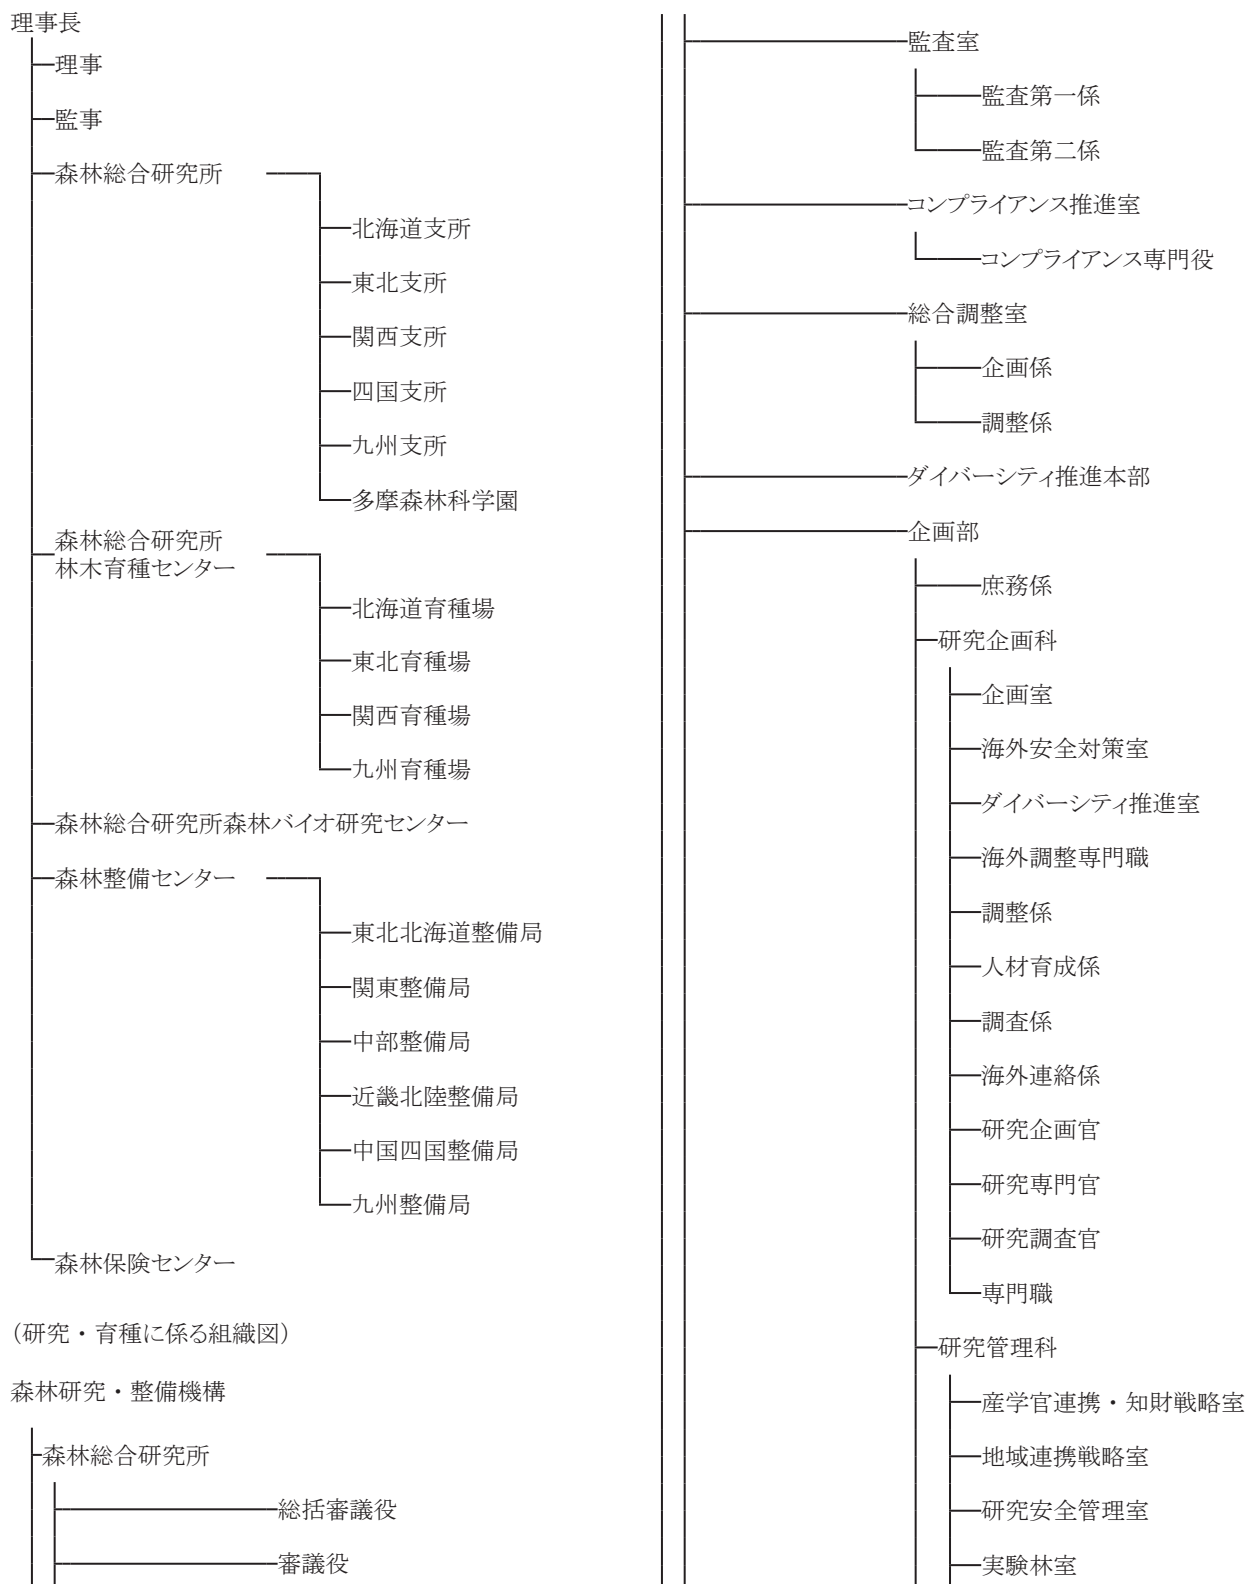 理事長
理事
監事
森林総合研究所
北海道支所
東北支所
関西支所
四国支所
九州支所
多摩森林科学園
森林総合研究所
林木育種センター
北海道育種場
東北育種場
関西育種場
九州育種場
森林総合研究所森林バイオ研究センター
森林整備センター
東北北海道整備局
関東整備局
中部整備局
近畿北陸整備局
中国四国整備局
九州整備局
森林保険センター
（研究・育種に係る組織図）
森林研究・整備機構
森林総合研究所
総括審議役
審議役
監査室
監査第一係
監査第二係
コンプライアンス推進室
コンプライアンス専門役
総合調整室
企画係
調整係
ダイバーシティ推進本部
企画部
庶務係
研究企画科
企画室
海外安全対策室
ダイバーシティ推進室
海外調整専門職
調整係
人材育成係
調査係
海外連絡係
研究企画官
研究専門官
研究調査官
専門職
研究管理科
産学官連携・知財戦略室
地域連携戦略室
研究安全管理室
実験林室